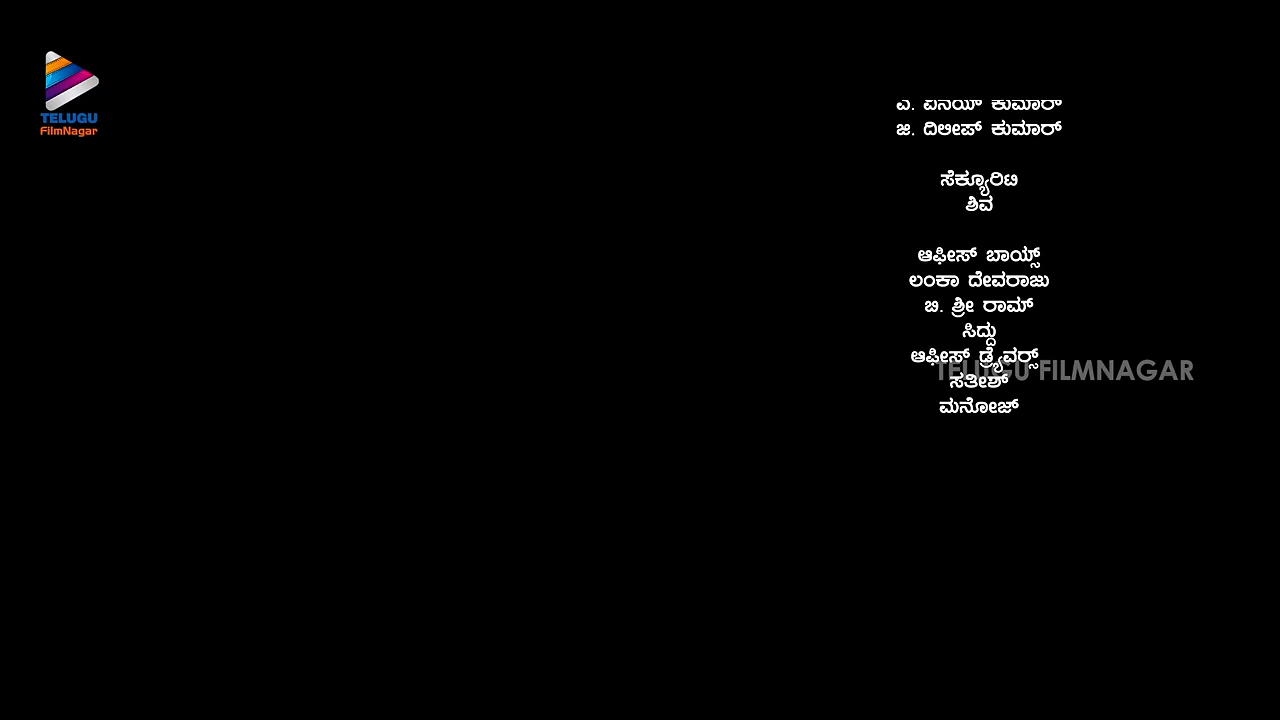 TELUGU
FilmNagar
ಎ. ವಿನಯ್ ಕುಮಾರ್
ಜಿ. ದಿಲೀಪ್ ಕುಮಾರ್
ಸೆಕ್ಯೂರಿಟಿ
ಶಿವ
ಆಫೀಸ್ ಬಾಯ್ಸ್
ಲಂಕಾ ದೇವರಾಜು
ಬಿ. ಶ್ರೀ ರಾಮ್
ಸಿದ್ದು
ಆಫೀಸ್ ಡ್ರೈವರ್ಸ್
TELUGU FILMNAGAR
ಸತೀಶ್
ಮನೋಜ್